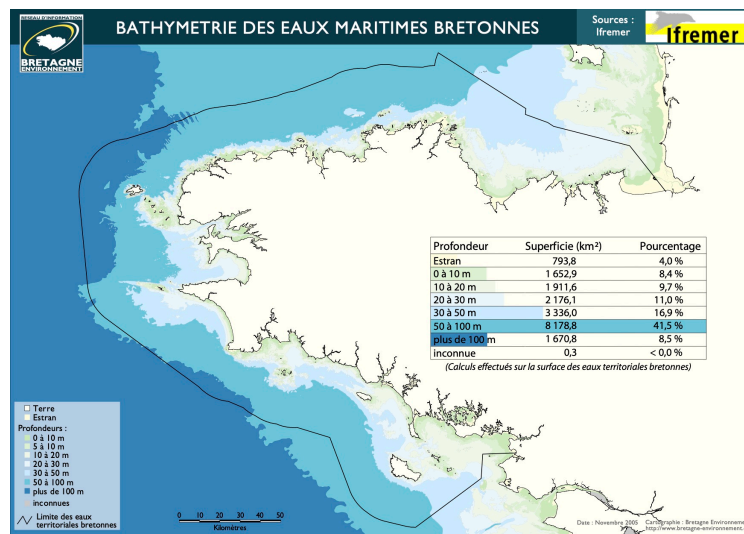 RESEAU D'INFORMATION
BRETAGNE
ENVIRONNEMENT
BATHYMETRIE DES EAUX MARITIMES BRETONNES
Sources :
Ifremer
Ifremer
Profondeur Superficie (km²) Pourcentage
Estran 793,8 4,0 %
0 à 10 m 1 652,9 8,4 %
10 à 20 m 1 911,6 9,7 %
20 à 30 m 2 176,1 11,0 %
30 à 50 m 3 336,0 16,9 %
50 à 100 m 8 178,8 41,5 %
plus de 100 m 1 670,8 8,5 %
inconnue 0,3 < 0,0 %
(Calculs effectués sur la surface des eaux territoriales bretonnes)
Terre
Estran
Profondeurs :
0 à 10 m
5 à 10 m
10 à 20 m
20 à 30 m
30 à 50 m
50 à 100 m
plus de 100 m
inconnues
Limite des eaux
territoriales bretonnes
0 10 20 30 40 50
Kilomètres
Date : Novembre 2005 Cartographie : Bretagne Environneme
http://www.bretagne-environnement.